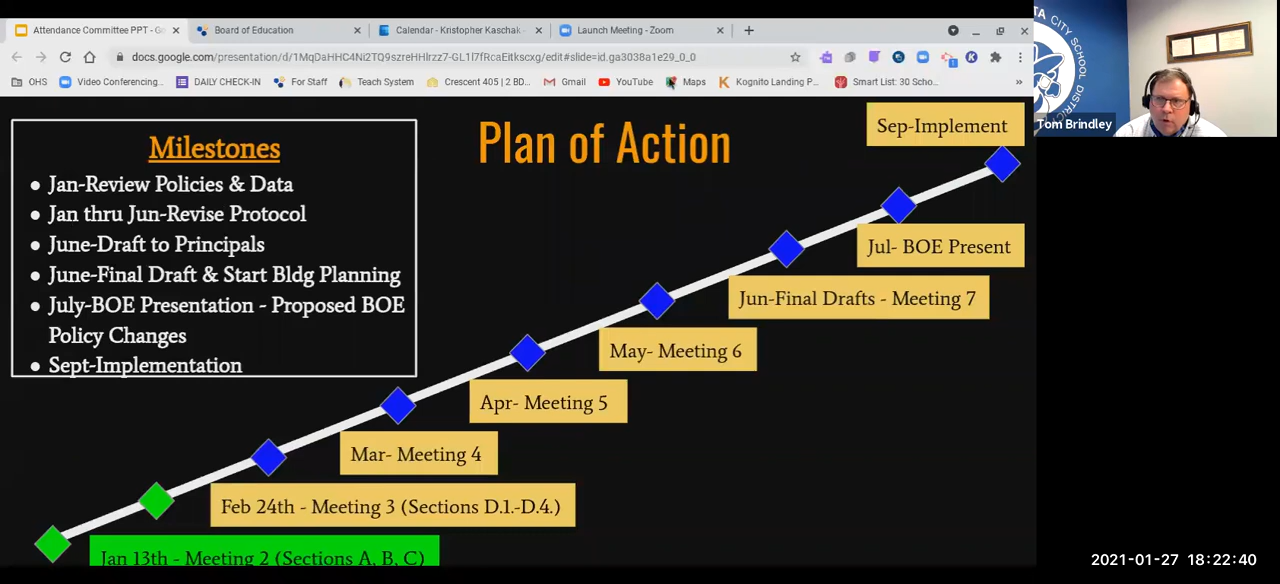 Attendance Committee PPT - G
Board of Education
Calendar - Kristopher Kaschak -
Launch Meeting - Zoom
docs.google.com/presentation/d/1MqDaHHC4Ni2TQ9szreHHlrzz7-GL1l7fRcaEitkscxg/edit#slide=id.ga3038a1e29_0_0
OHS
Video Conferencing...
DAILY CHECK-IN
For Staff
Teach System
Crescent 405 | 2 BD...
Gmail
YouTube
Maps
Kognito Landing P...
Smart List: 30 Scho...
»
TA CITY SCHOOL DISTRICT
Tom Brindley
Plan of Action
Milestones
• Jan-Review Policies & Data
• Jan thru Jun-Revise Protocol
• June-Draft to Principals
• June-Final Draft & Start Bldg Planning
• July-BOE Presentation - Proposed BOE
Policy Changes
• Sept-Implementation
Sep-Implement
Jul- BOE Present
Jun-Final Drafts - Meeting 7
May- Meeting 6
Apr- Meeting 5
Mar- Meeting 4
Feb 24th - Meeting 3 (Sections D.1.-D.4.)
Jan 13th - Meeting 2 (Sections A, B, C)
2021-01-27 18:22:40